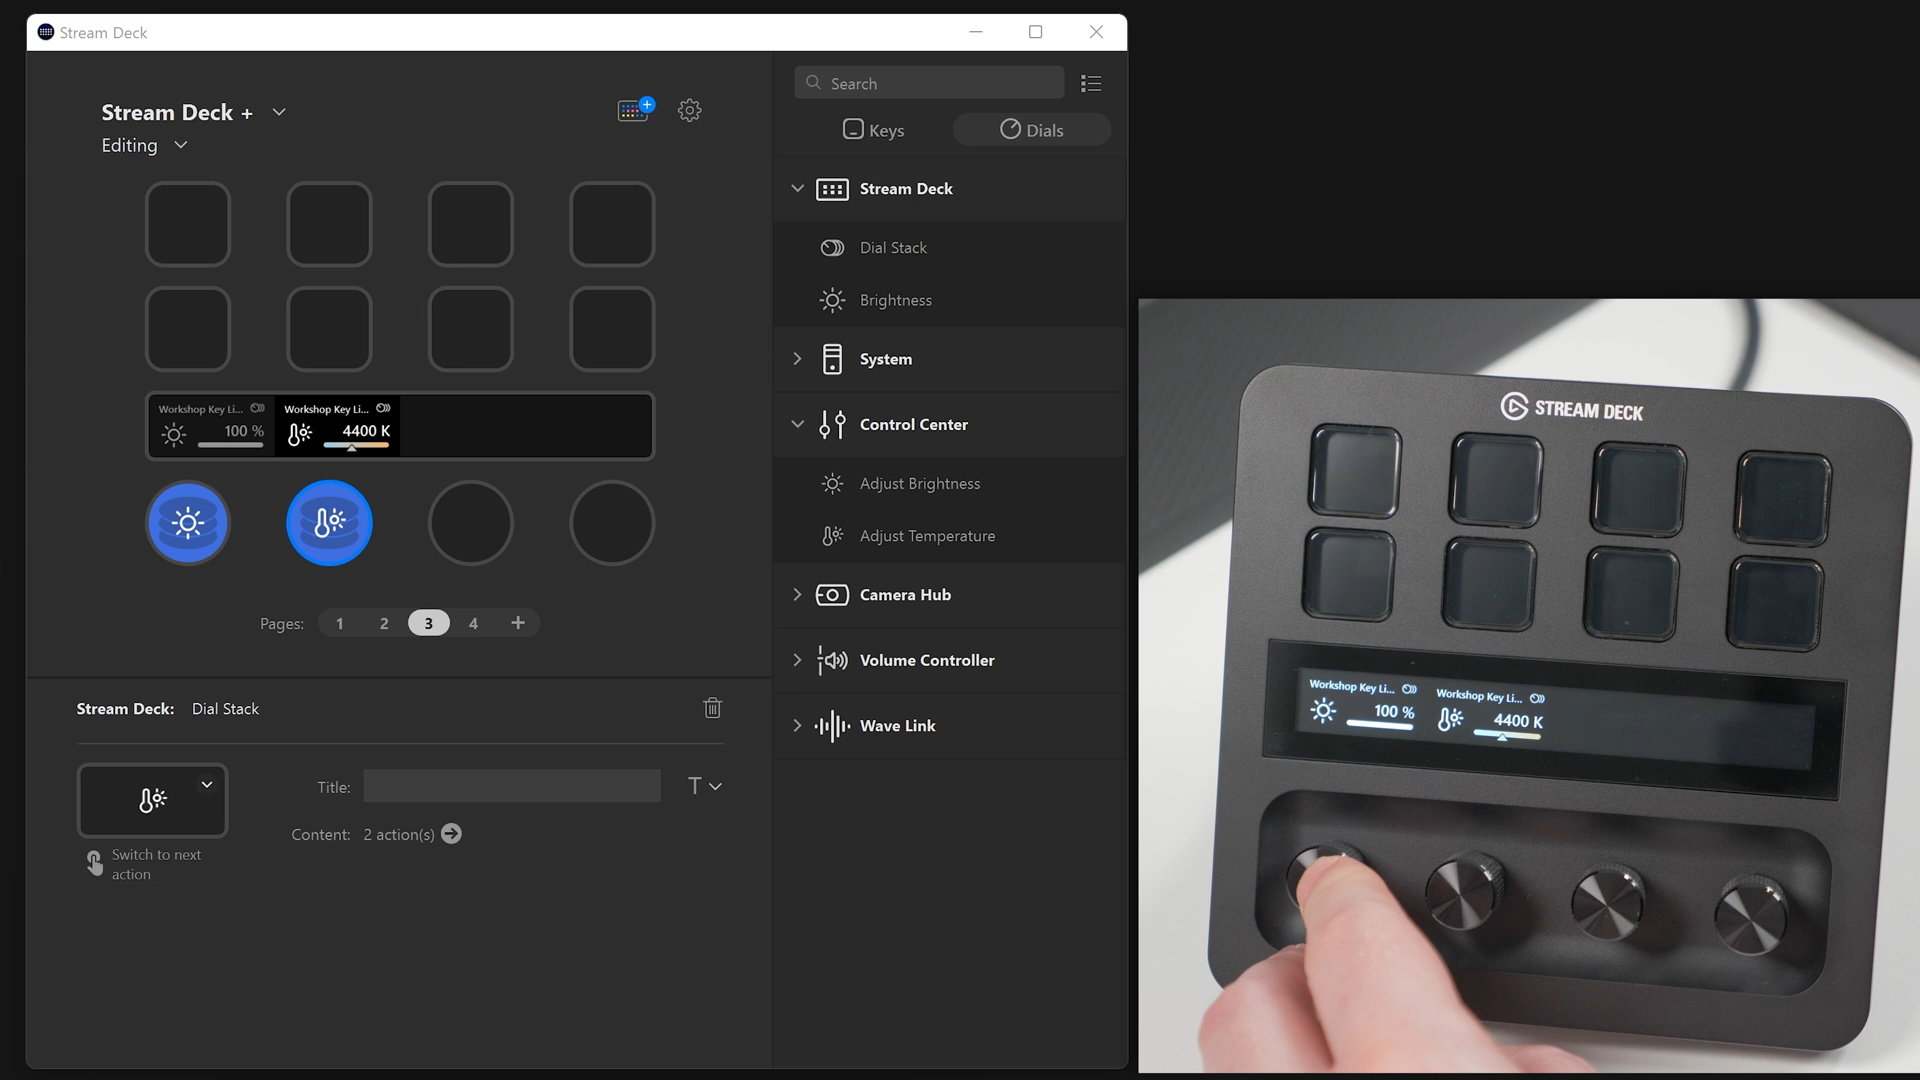 Stream Deck
Stream Deck +
Editing
Workshop Key Li...
100 %
Workshop Key Li...
4400 K
Pages: 1 2 3 4 +
Stream Deck: Dial Stack
Title:
T
Content: 2 action(s)
Switch to next
action
Search
Keys
Dials
Stream Deck
Dial Stack
Brightness
System
Control Center
Adjust Brightness
Adjust Temperature
Camera Hub
Volume Controller
Wave Link
STREAM DECK
Workshop Key Li...
100 %
Workshop Key Li...
4400 K